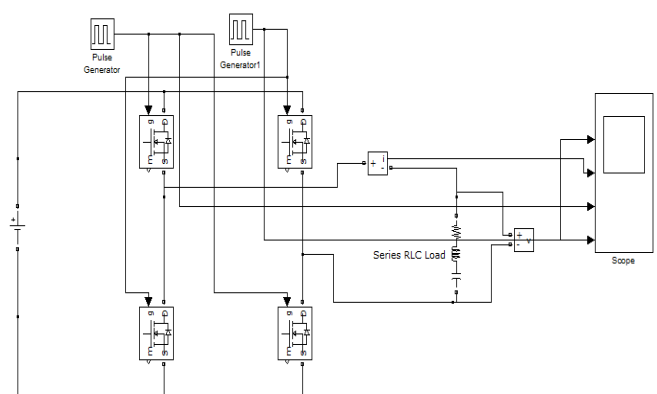 Pulse
Generator
Pulse
Generator1
g
D
m
S
g
D
m
S
+
i
-
+
Series RLC Load
+
-
v
Scope
g
D
m
S
g
D
m
S